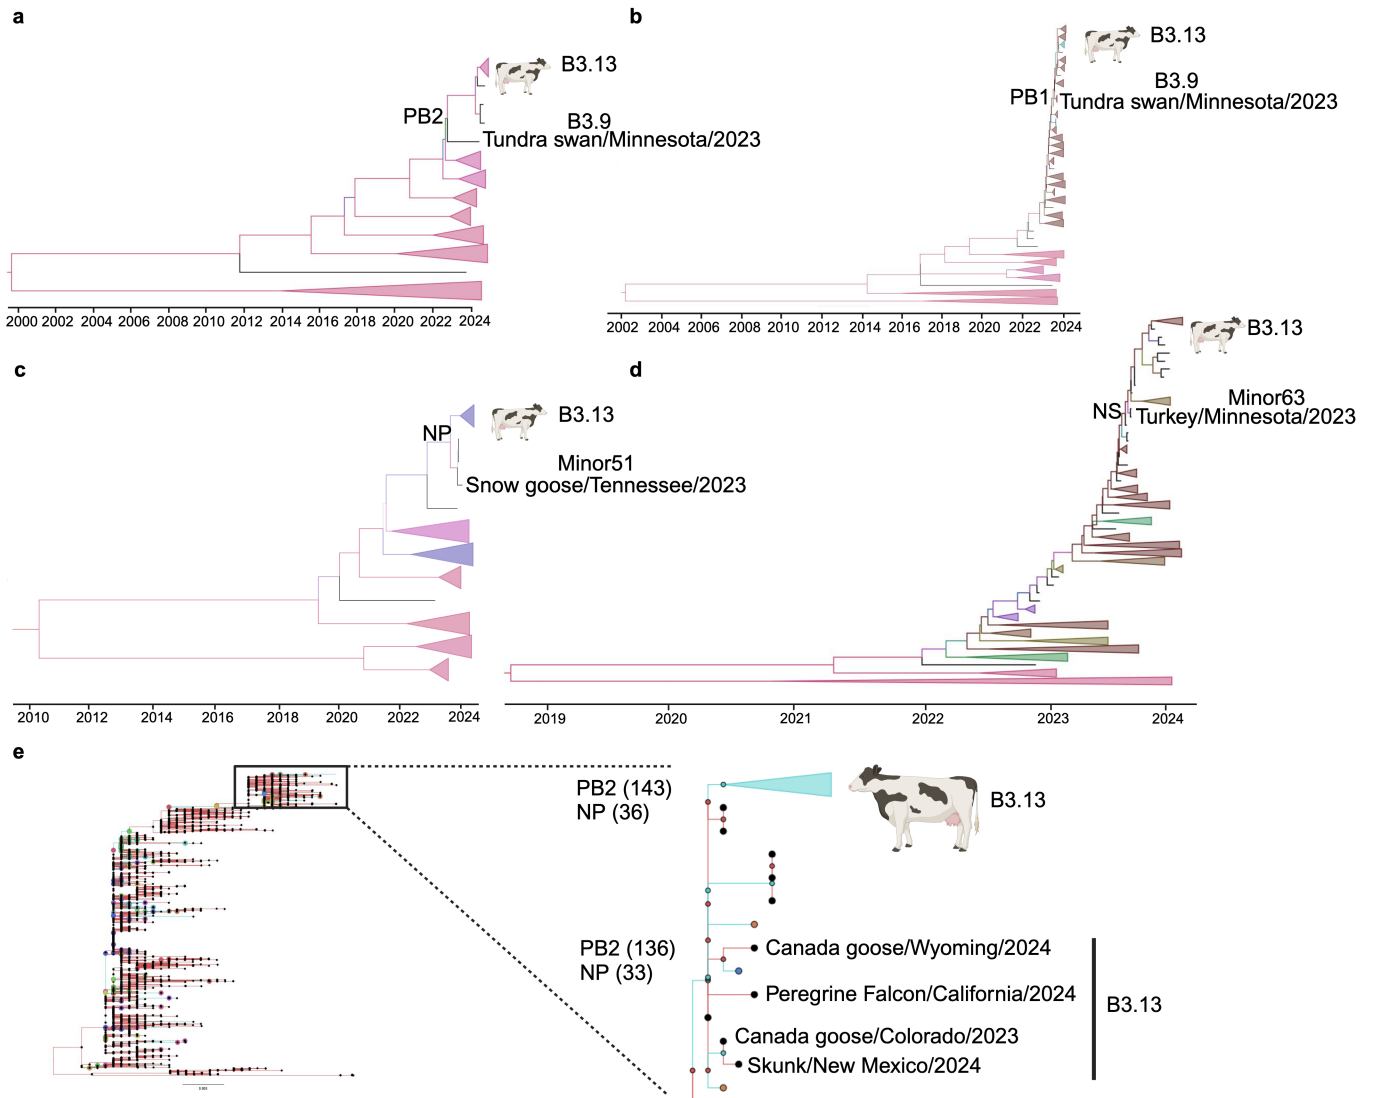 a
B3.13
PB2
B3.9
Tundra swan/Minnesota/2023
2000 2002 2004 2006 2008 2010 2012 2014 2016 2018 2020 2022 2024
b
B3.13
B3.9
PB1
Tundra swan/Minnesota/2023
2002 2004 2006 2008 2010 2012 2014 2016 2018 2020 2022 2024
c
B3.13
NP
Minor51
Snow goose/Tennessee/2023
2010 2012 2014 2016 2018 2020 2022 2024
d
B3.13
Minor63
NS
Turkey/Minnesota/2023
2019 2020 2021 2022 2023 2024
e
PB2 (143)
NP (36)
B3.13
PB2 (136)
NP (33)
Canada goose/Wyoming/2024
Peregrine Falcon/California/2024
B3.13
Canada goose/Colorado/2023
Skunk/New Mexico/2024